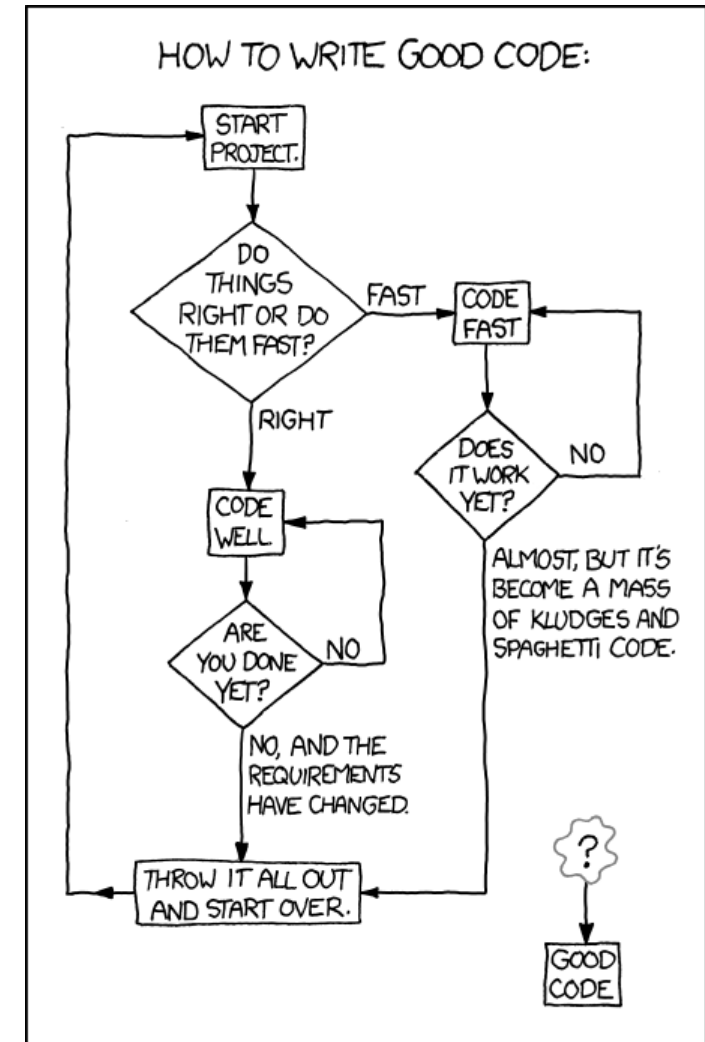 HOW TO WRITE GOOD CODE:
START
PROJECT.
DO
THINGS
RIGHT OR DO
THEM FAST?
FAST
CODE
FAST
RIGHT
DOES
IT WORK
YET?
NO
CODE
WELL
ALMOST, BUT IT'S
BECOME A MASS
OF KLUDGES AND
SPAGHETTI CODE.
ARE
YOU DONE
YET?
NO
NO, AND THE
REQUIREMENTS
HAVE CHANGED.
THROW IT ALL OUT
AND START OVER.
?
GOOD
CODE